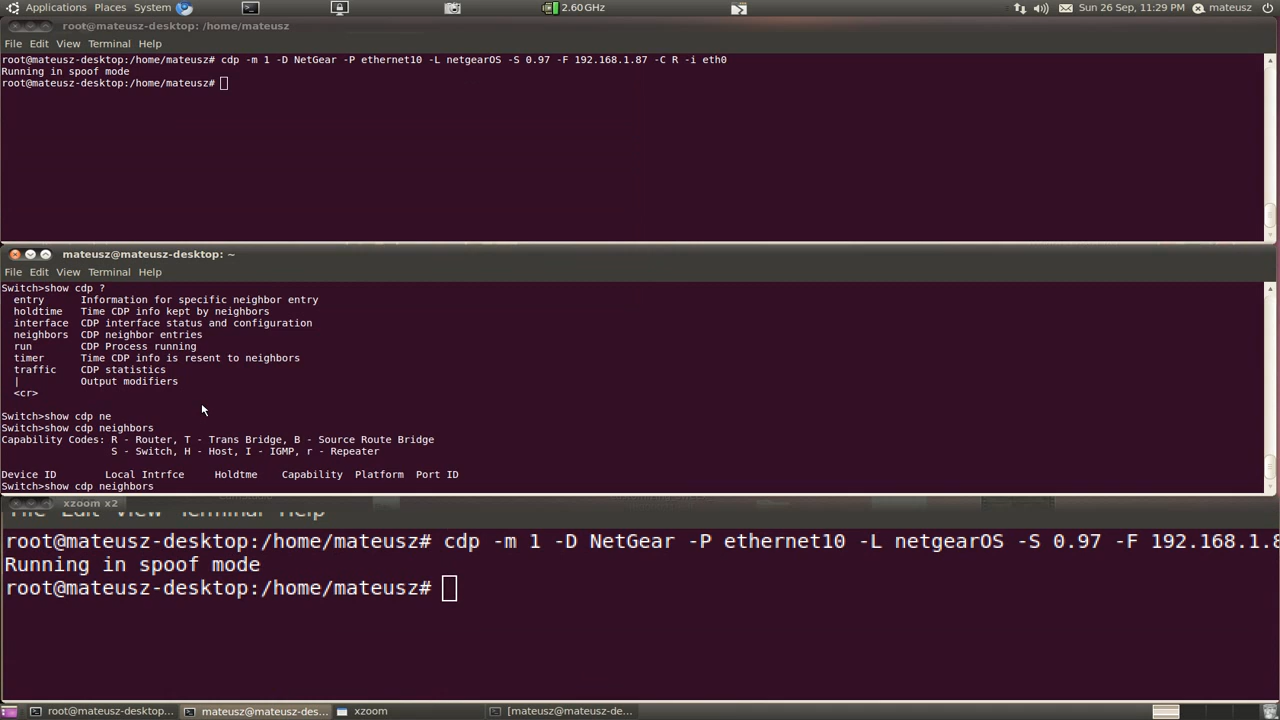 Applications Places System 2.60GHz Sun 26 Sep, 11:29 PM mateusz
root@mateusz-desktop: /home/mateusz
File Edit View Terminal Help
root@mateusz-desktop:/home/mateusz# cdp -m 1 -D NetGear -P ethernet10 -L netgearOS -S 0.97 -F 192.168.1.87 -C R -i eth0
Running in spoof mode
root@mateusz-desktop:/home/mateusz#
mateusz@mateusz-desktop: ~
File Edit View Terminal Help
Switch>show cdp ?
entry Information for specific neighbor entry
holdtime Time CDP info kept by neighbors
interface CDP interface status and configuration
neighbors CDP neighbor entries
run CDP Process running
timer Time CDP info is resent to neighbors
traffic CDP statistics
| Output modifiers
<cr>
Switch>show cdp ne
Switch>show cdp neighbors
Capability Codes: R - Router, T - Trans Bridge, B - Source Route Bridge
S - Switch, H - Host, I - IGMP, r - Repeater
Device ID Local Intrfce Holdtme Capability Platform Port ID
Switch>show cdp neighbors
xzoom x2
File Edit View Terminal Help
root@mateusz-desktop:/home/mateusz# cdp -m 1 -D NetGear -P ethernet10 -L netgearOS -S 0.97 -F 192.168.1.8
Running in spoof mode
root@mateusz-desktop:/home/mateusz#
root@mateusz-desktop... mateusz@mateusz-des... xzoom [mateusz@mateusz-de...